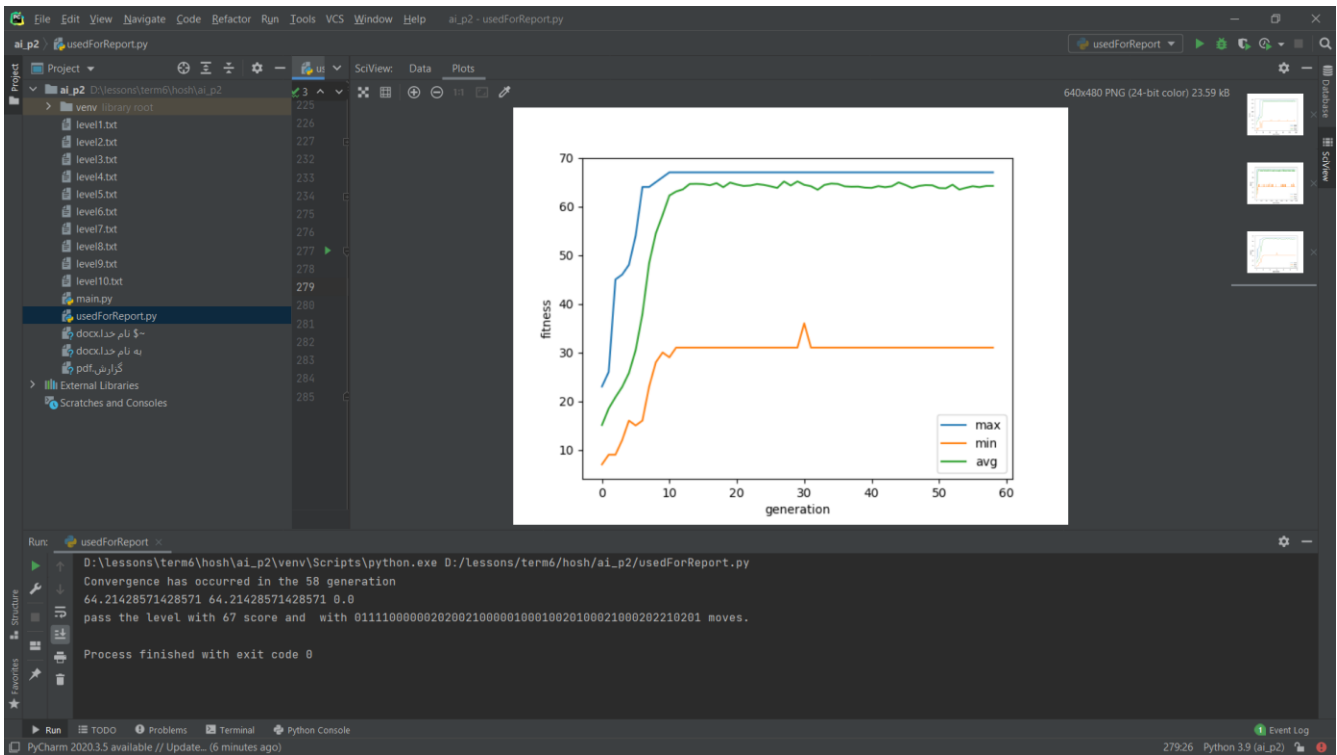 File Edit View Navigate Code Refactor Run Tools VCS Window Help ai_p2 - usedForReport.py
ai_p2 usedForReport.py
usedForReport
Project
SciView: Data Plots
ai_p2 D:\lessons\term6\hosh\ai_p2
venv library root
level1.txt
level2.txt
level3.txt
level4.txt
level5.txt
level6.txt
level7.txt
level8.txt
level9.txt
level10.txt
main.py
usedForReport.py
~$ نام خدا.docx
به نام خدا.docx
گزارش.pdf
External Libraries
Scratches and Consoles
3
225
226
227
232
233
234
275
276
277
278
279
280
281
282
283
284
285
1:1
640x480 PNG (24-bit color) 23.59 kB
70
60
50
40
30
20
10
fitness
0 10 20 30 40 50 60
generation
max
min
avg
Project
Structure
Favorites
Database
SciView
Run: usedForReport
D:\lessons\term6\hosh\ai_p2\venv\Scripts\python.exe D:/lessons/term6/hosh/ai_p2/usedForReport.py
Convergence has occurred in the 58 generation
64.21428571428571 64.21428571428571 0.0
pass the level with 67 score and  with 0111100000020200210000010001002010002100020221​0201 moves.
Process finished with exit code 0
Run TODO Problems Terminal Python Console
1 Event Log
PyCharm 2020.3.5 available // Update... (6 minutes ago)
279:26 Python 3.9 (ai_p2)